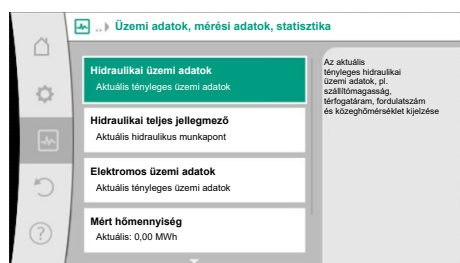 .. Üzemi adatok, mérési adatok, statisztika
Hidraulikai üzemi adatok
Aktuális tényleges üzemi adatok
Hidraulikai teljes jellegmező
Aktuális hidraulikus munkapont
Elektromos üzemi adatok
Aktuális tényleges üzemi adatok
Mért hőmennyiség
Aktuális: 0,00 MWh
Az aktuális
tényleges hidraulikai
üzemi adatok, pl.
szállítómagasság,
térfogatáram, fordulatszám
és közeghőmérséklet kijelzése
?